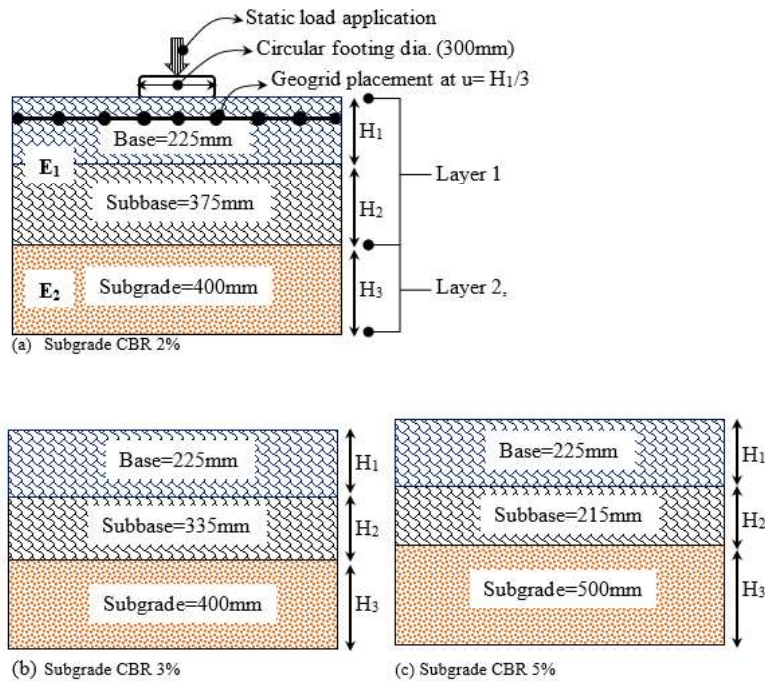 Static load application
Circular footing dia. (300mm)
Geogrid placement at u= H₁/3
Base=225mm
H₁
E₁
Layer 1
Subbase=375mm
H₂
E₂
Subgrade=400mm
H₃
Layer 2,
(a) Subgrade CBR 2%
Base=225mm
H₁
Subbase=335mm
H₂
Subgrade=400mm
H₃
(b) Subgrade CBR 3%
Base=225mm
H₁
Subbase=215mm
H₂
Subgrade=500mm
H₃
(c) Subgrade CBR 5%